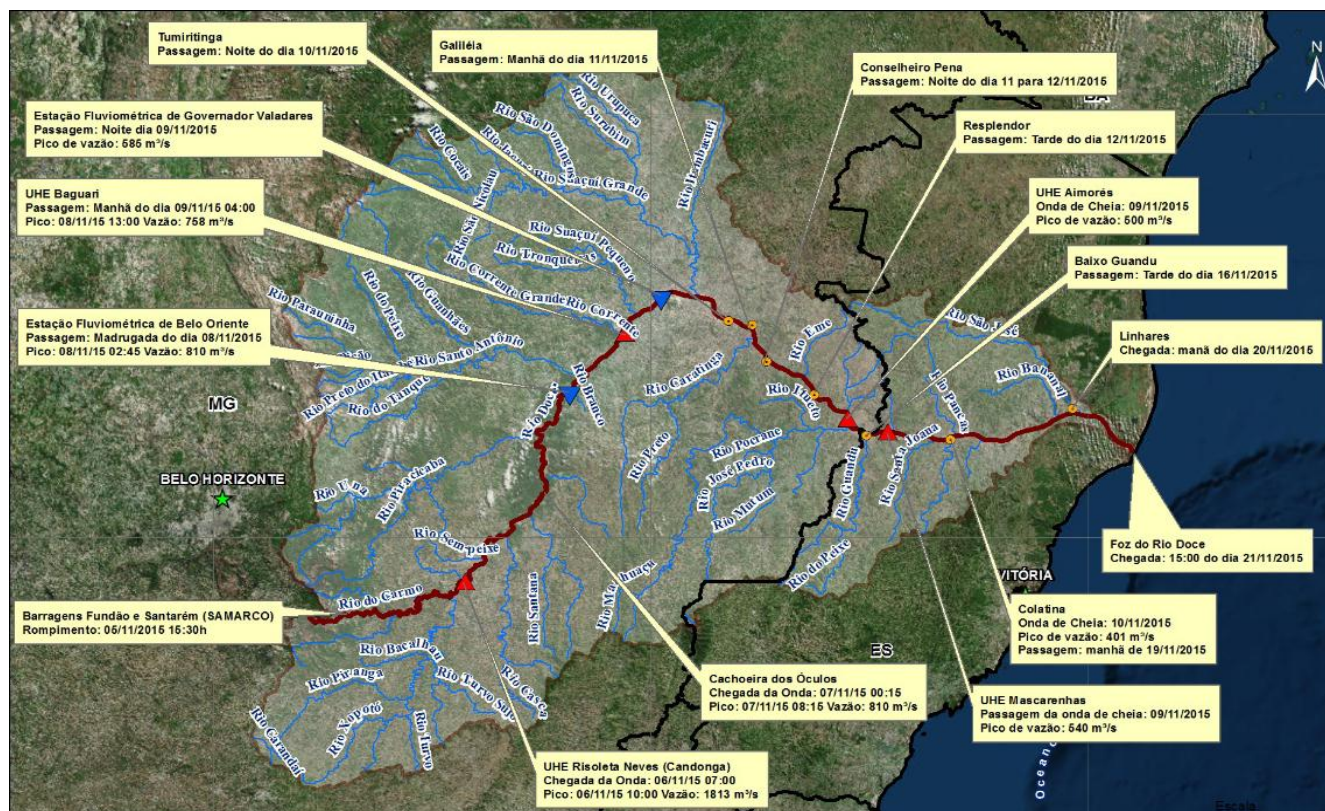 Tumiritinga
Passagem: Noite do dia 10/11/2015
Galiléia
Passagem: Manhã do dia 11/11/2015
Conselheiro Pena
Passagem: Noite do dia 11 para 12/11/2015
N
BA
Estação Fluviométrica de Governador Valadares
Passagem: Noite dia 09/11/2015
Pico de vazão: 585 m³/s
Resplendor
Passagem: Tarde do dia 12/11/2015
UHE Baguari
Passagem: Manhã do dia 09/11/15 04:00
Pico: 08/11/15 13:00 Vazão: 758 m³/s
UHE Aimorés
Onda de Cheia: 09/11/2015
Pico de vazão: 500 m³/s
Baixo Guandu
Passagem: Tarde do dia 16/11/2015
Estação Fluviométrica de Belo Oriente
Passagem: Madrugada do dia 08/11/2015
Pico: 08/11/15 02:45 Vazão: 810 m³/s
Linhares
Chegada: manã do dia 20/11/2015
Rio Urupuca
Rio Surubim
Rio São Domingos
Rio Itambacuri
Rio Cocais
Rio Suaçuí Grande
Rio São Nicolau
Rio Suaçuí Pequeno
Rio Tronqueiras
Rio Corrente Grande
Rio Corrente
Rio Parauninha
Rio do Peixe
Rio Guanhães
Rio Santo Antônio
Rio Preto do Ita
Rio do Tanque
Rio Doce
Rio Branco
Rio Caratinga
Rio Eme
Rio São José
Rio Bananal
Rio Pancas
Rio Santa Joana
Rio Guandu
Rio Preto
Rio Pocrane
Rio José Pedro
Rio Mutum
Rio do Peixe
MG
BELO HORIZONTE
Rio Una
Rio Piracicaba
Rio Sem peixe
Rio do Carmo
Rio Santana
Rio Casca
Rio Bacalhau
Rio Piranga
Rio Xopotó
Rio Turvo
Rio Carandaí
Barragens Fundão e Santarém (SAMARCO)
Rompimento: 05/11/2015 15:30h
Foz do Rio Doce
Chegada: 15:00 do dia 21/11/2015
VITÓRIA
Colatina
Onda de Cheia: 10/11/2015
Pico de vazão: 401 m³/s
Passagem: manhã de 19/11/2015
ES
Cachoeira dos Óculos
Chegada da Onda: 07/11/15 00:15
Pico: 07/11/15 08:15 Vazão: 810 m³/s
UHE Mascarenhas
Passagem da onda de cheia: 09/11/2015
Pico de vazão: 540 m³/s
UHE Risoleta Neves (Candonga)
Chegada da Onda: 06/11/15 07:00
Pico: 06/11/15 10:00 Vazão: 1813 m³/s
Oceano
Escala